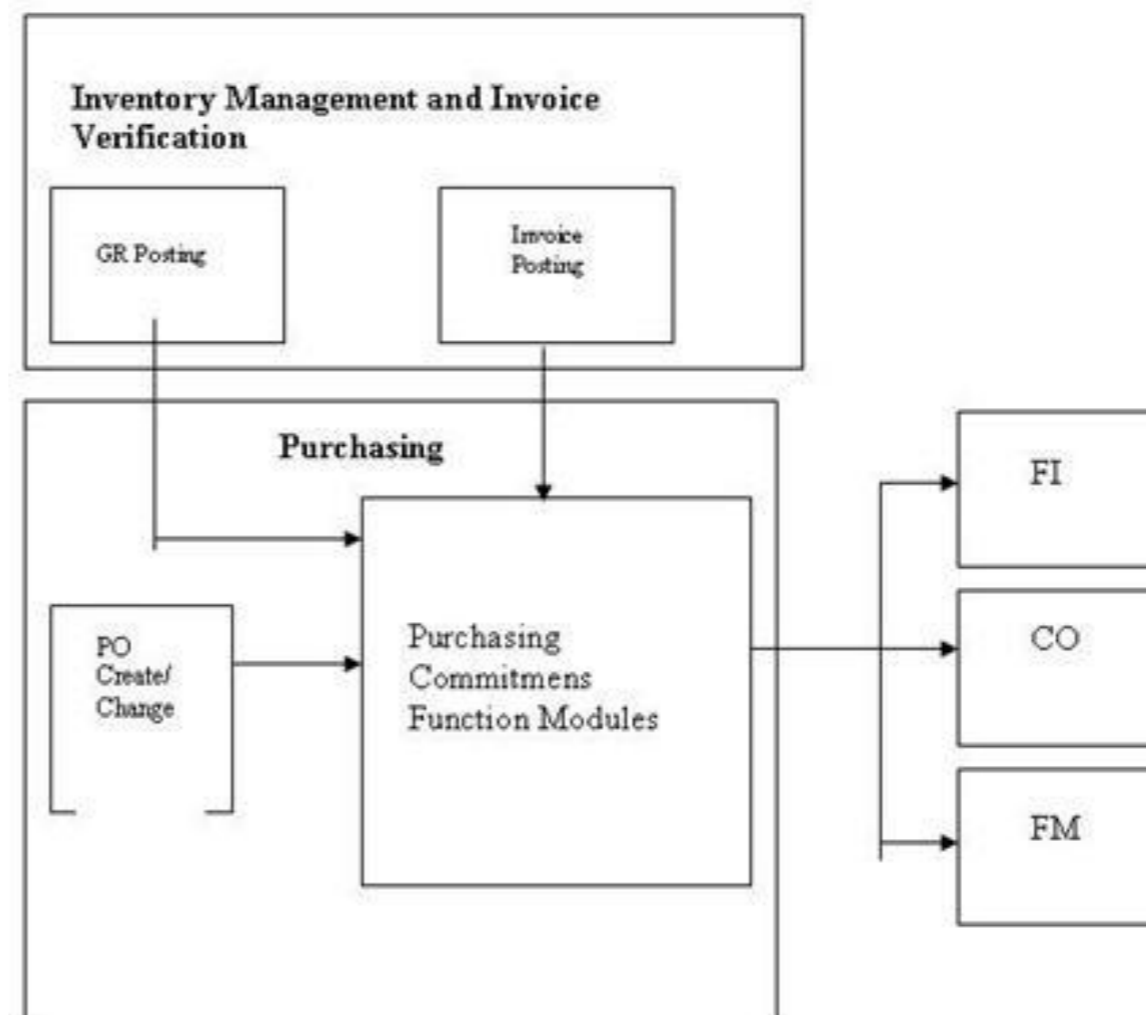 Inventory Management and Invoice
Verification
GR Posting
Invoice
Posting
Purchasing
FI
PO
Create/
Change
Purchasing
Commitmens
Function Modules
CO
FM